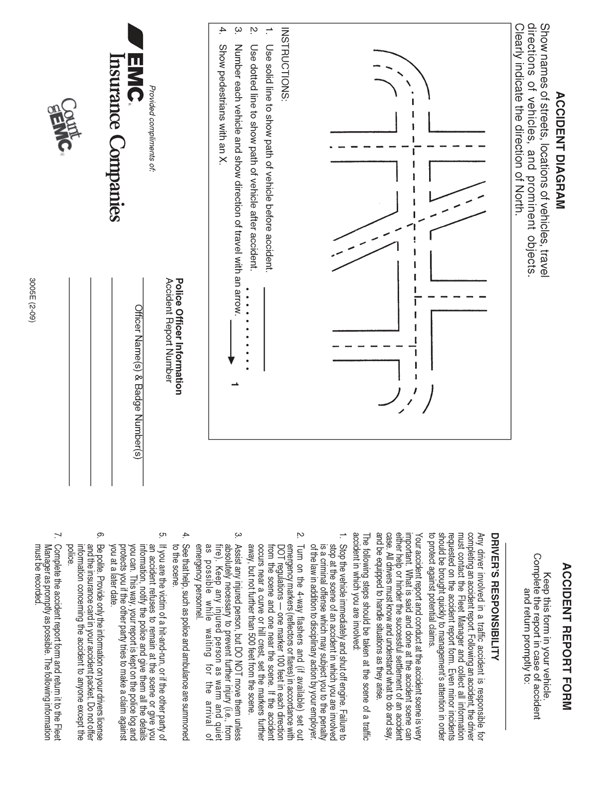 ACCIDENT DIAGRAM
Show names of streets, locations of vehicles, travel
directions of vehicles, and prominent objects.
Clearly indicate the direction of North.
INSTRUCTIONS:
1. Use solid line to show path of vehicle before accident.
2. Use dotted line to show path of vehicle after accident.
3. Number each vehicle and show direction of travel with an arrow.
1
4. Show pedestrians with an X.
Provided compliments of:
EMC®
Insurance Companies
Count on EMC®
Police Officer Information
Accident Report Number
Officer Name(s) & Badge Number(s)
3005E (2-09)
ACCIDENT REPORT FORM
Keep this form in your vehicle.
Complete the report in case of accident
and return promptly to:
DRIVER'S RESPONSIBILITY
Any driver involved in a traffic accident is responsible for
completing an accident report. Following an accident, the driver
must contact the Fleet Manager and collect all information
requested on the accident report form. Even minor incidents
should be brought quickly to management's attention in order
to protect against potential claims.
Your accident report and conduct at the accident scene is very
important. What is said and done at the accident scene can
either help or hinder the successful settlement of an accident
case. All drivers must know and understand what to do and say,
and be equipped to handle situations as they arise.
The following steps should be taken at the scene of a traffic
accident in which you are involved:
1. Stop the vehicle immediately and shut off engine. Failure to
stop at the scene of an accident in which you are involved
is a criminal offense which may subject you to the penalty
of the law in addition to disciplinary action by your employer.
2. Turn on the 4-way flashers and (if available) set out
emergency markers (reflectors or flares) in accordance with
DOT regulations – one marker 100 feet in each direction
from the scene and one near the scene. If the accident
occurs near a curve or hill crest, set the markers further
away, but not further than 500 feet from the scene.
3. Assist any injured person, but DO NOT move them unless
absolutely necessary to prevent further injury (i.e., from
fire). Keep any injured person as warm and quiet
as possible while waiting for the arrival of
emergency personnel.
4. See that help, such as police and ambulance are summoned
to the scene.
5. If you are the victim of a hit-and-run, or if the other party of
an accident refuses to remain at the scene or give you
information, notify the police and give them all the details
you can. This way, your report is kept on the police log and
protects you if the other party tries to make a claim against
you at a later date.
6. Be polite. Provide only the information on your drivers license
and the insurance card in your accident packet. Do not offer
information concerning the accident to anyone except the
police.
7. Complete the accident report form and return it to the Fleet
Manager as promptly as possible. The following information
must be recorded: